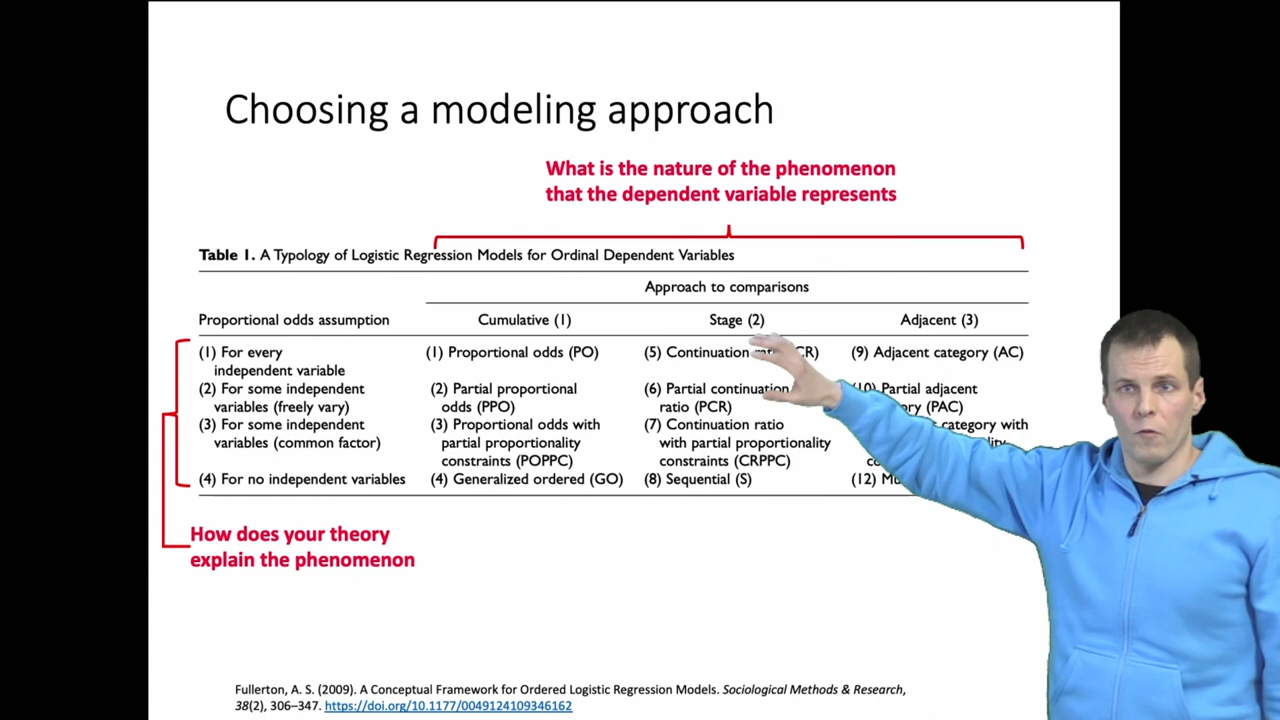 Choosing a modeling approach
What is the nature of the phenomenon
that the dependent variable represents
Table 1. A Typology of Logistic Regression Models for Ordinal Dependent Variables
Approach to comparisons
Proportional odds assumption Cumulative (1) Stage (2) Adjacent (3)
(1) For every (1) Proportional odds (PO) (5) Continuation CR) (9) Adjacent category (AC)
independent variable
(2) For some independent (2) Partial proportional (6) Partial continuation (10) Partial adjacent
variables (freely vary) odds (PPO) ratio (PCR) (PAC)
(3) For some independent (3) Proportional odds with (7) Continuation ratio category with
variables (common factor) partial proportionality with partial proportionality
constraints (POPPC) constraints (CRPPC)
(4) For no independent variables (4) Generalized ordered (GO) (8) Sequential (S) (12)
How does your theory
explain the phenomenon
Fullerton, A. S. (2009). A Conceptual Framework for Ordered Logistic Regression Models. Sociological Methods & Research,
38(2), 306–347. https://doi.org/10.1177/0049124109346162